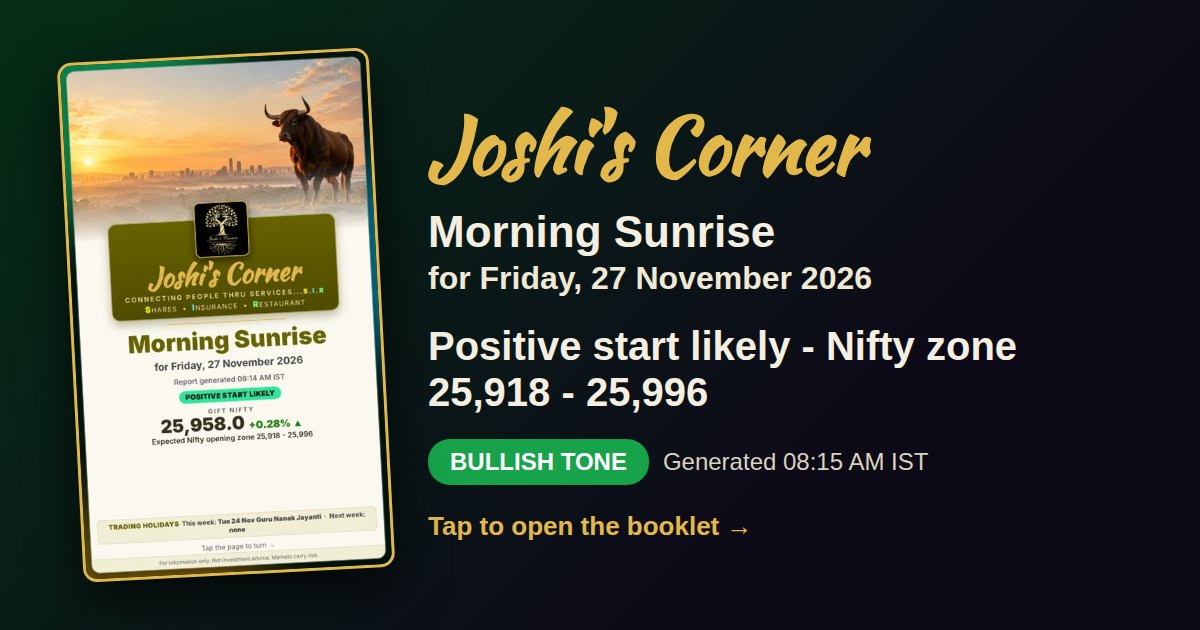 Joshi's Corner
Joshi's Corner
CONNECTING PEOPLE THRU SERVICES...S.I.R
SHARES • INSURANCE • RESTAURANT
Morning Sunrise
for Friday, 27 November 2026
Report generated 08:14 AM IST
POSITIVE START LIKELY
GIFT NIFTY
25,958.0 +0.28% ▲
Expected Nifty opening zone 25,918 - 25,996
TRADING HOLIDAYS This week: Tue 24 Nov Guru Nanak Jayanti · Next week:
none
Tap the page to turn →
For information only. Not investment advice. Markets carry risk.
Joshi's Corner
Morning Sunrise
for Friday, 27 November 2026
Positive start likely - Nifty zone
25,918 - 25,996
BULLISH TONE Generated 08:15 AM IST
Tap to open the booklet →